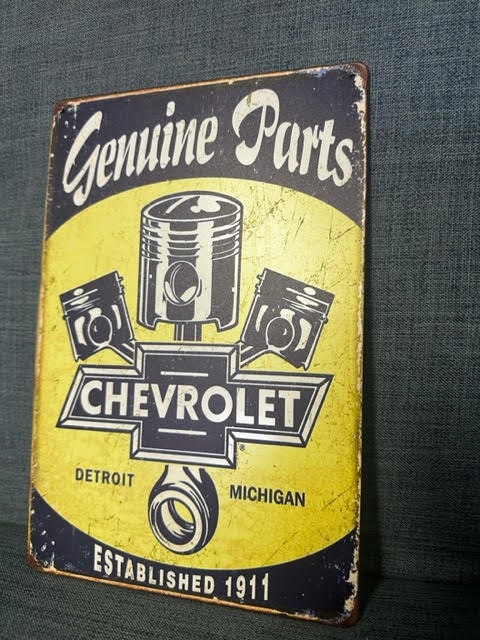 Genuine Parts
CHEVROLET
®
DETROIT MICHIGAN
ESTABLISHED 1911